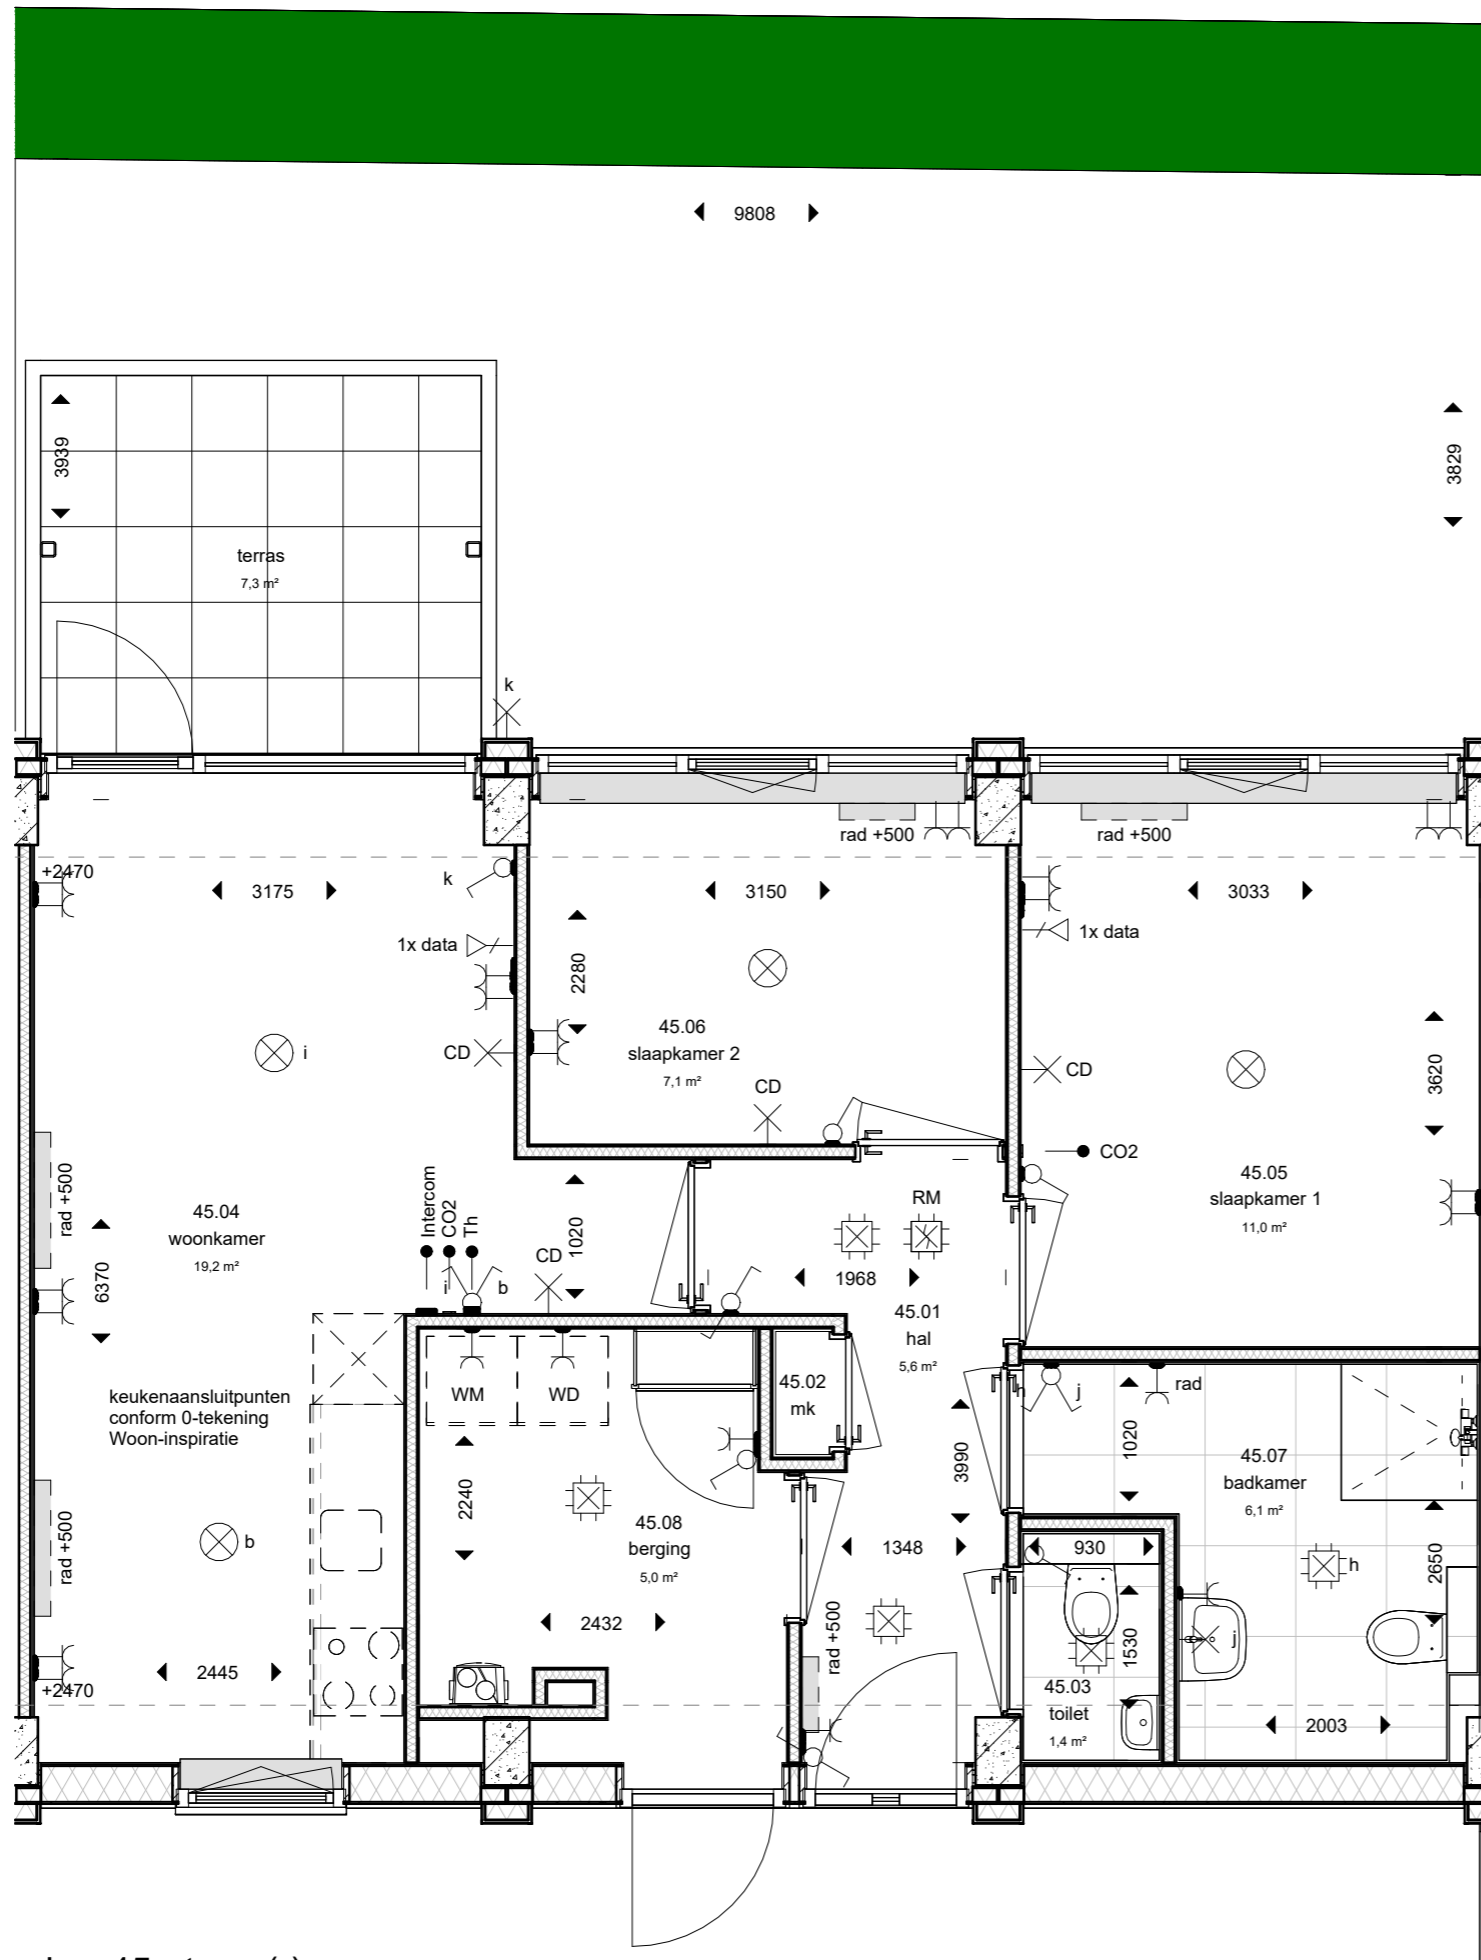 9808
3939
3829
terras
7,3 m²
k
rad +500
rad +500
+2470
3175
k
3150
3033
1x data
2280
1x data
i
CD
45.06
slaapkamer 2
7,1 m²
CD
CD
3620
CO2
rad +500
45.04
woonkamer
19,2 m²
6370
Intercom
CO2
Th
i
b
CD
1020
RM
1968
45.01
hal
5,6 m²
45.05
slaapkamer 1
11,0 m²
keukenaansluitpunten
conform 0-tekening
Woon-inspiratie
WM
WD
45.02
mk
j
rad
1020
3990
45.07
badkamer
6,1 m²
2240
rad +500
b
45.08
berging
5,0 m²
1348
930
h
2650
2432
rad +500
1530
2445
+2470
45.03
toilet
1,4 m²
2003